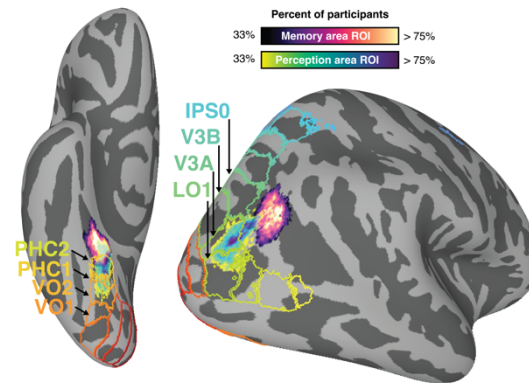 Percent of participants
33% Memory area ROI > 75%
33% Perception area ROI > 75%
IPS0
V3B
V3A
LO1
PHC2
PHC1
VO2
VO1